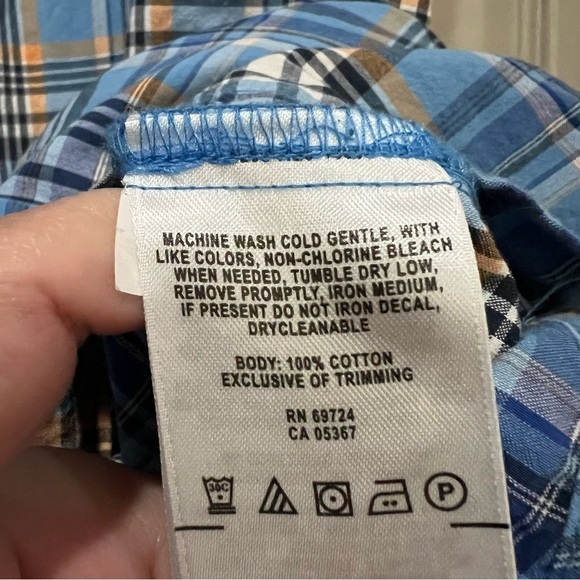 MACHINE WASH COLD GENTLE, WITH
LIKE COLORS, NON-CHLORINE BLEACH
WHEN NEEDED, TUMBLE DRY LOW,
REMOVE PROMPTLY, IRON MEDIUM,
IF PRESENT DO NOT IRON DECAL,
DRYCLEANABLE
BODY: 100% COTTON
EXCLUSIVE OF TRIMMING
RN 69724
CA 05367
30C P